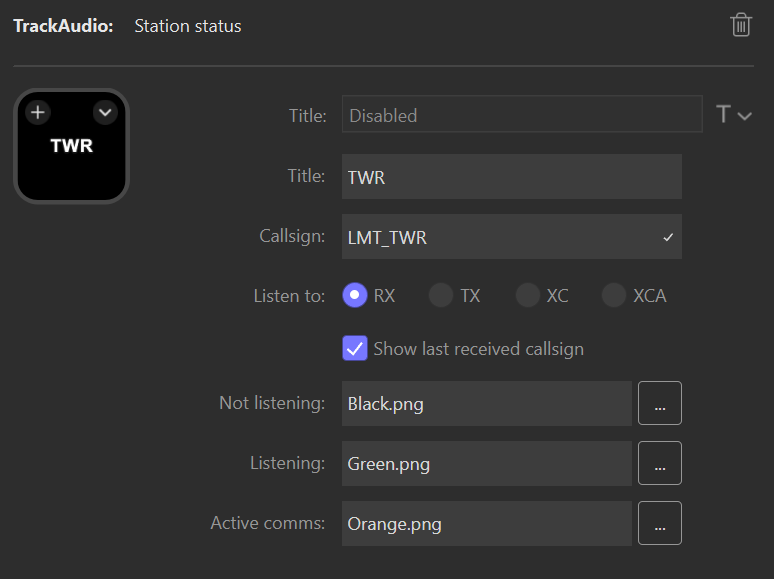 TrackAudio: Station status
TWR
Title: Disabled T
Title: TWR
Callsign: LMT_TWR
Listen to: RX TX XC XCA
Show last received callsign
Not listening: Black.png ...
Listening: Green.png ...
Active comms: Orange.png ...